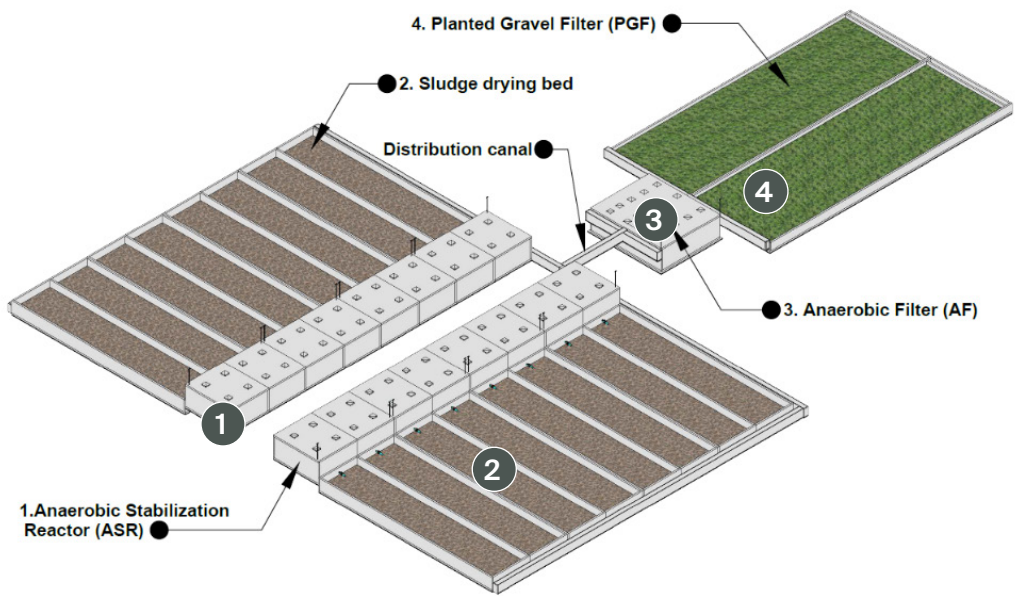 4. Planted Gravel Filter (PGF)
2. Sludge drying bed
Distribution canal
4
3
3. Anaerobic Filter (AF)
1
2
1.Anaerobic Stabilization
Reactor (ASR)